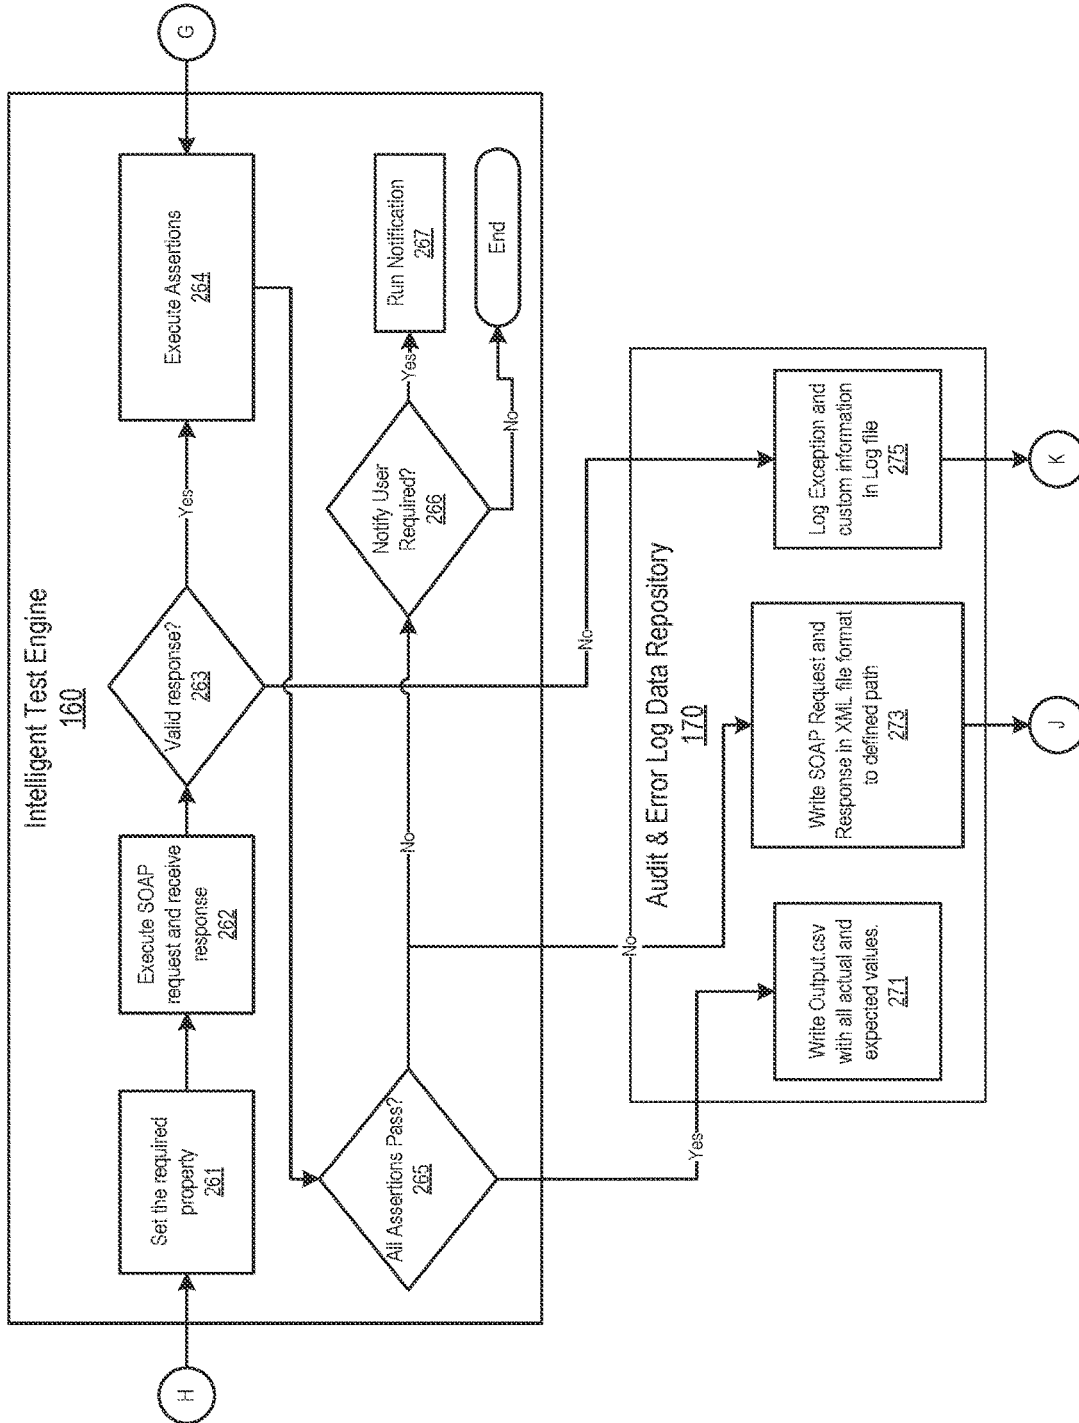 Intelligent Test Engine
160
H
Set the required
property
261
Execute SOAP
request and receive
response
262
Valid response?
263
Yes
Execute Assertions
264
G
All Assertions Pass?
265
No
Notify User
Required?
266
Yes
Run Notification
267
No
End
Yes
No
No
Audit & Error Log Data Repository
170
Write Output.csv
with all actual and
expected values.
271
Write SOAP Request and
Response in XML file format
to defined path
273
Log Exception and
custom information
in Log file
275
J
K